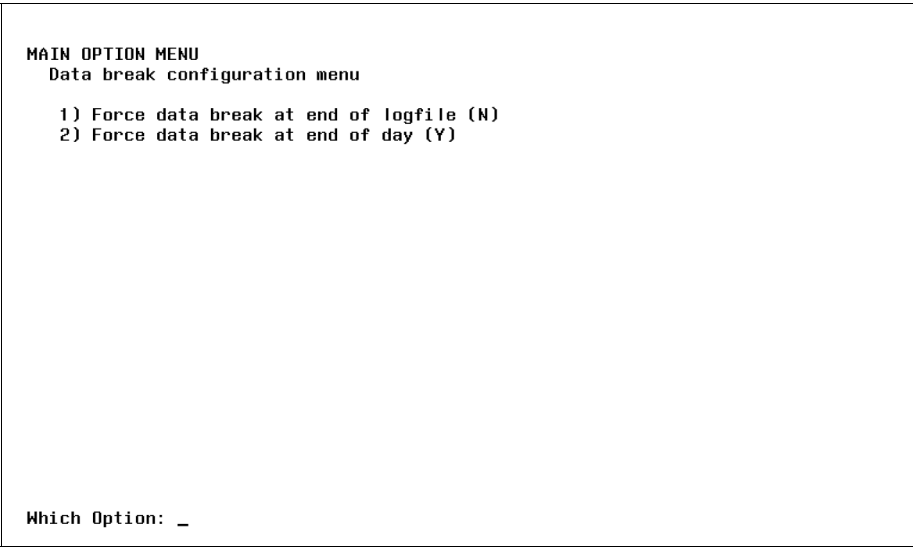 MAIN OPTION MENU
Data break configuration menu
1) Force data break at end of logfile (N)
2) Force data break at end of day (Y)
Which Option: _